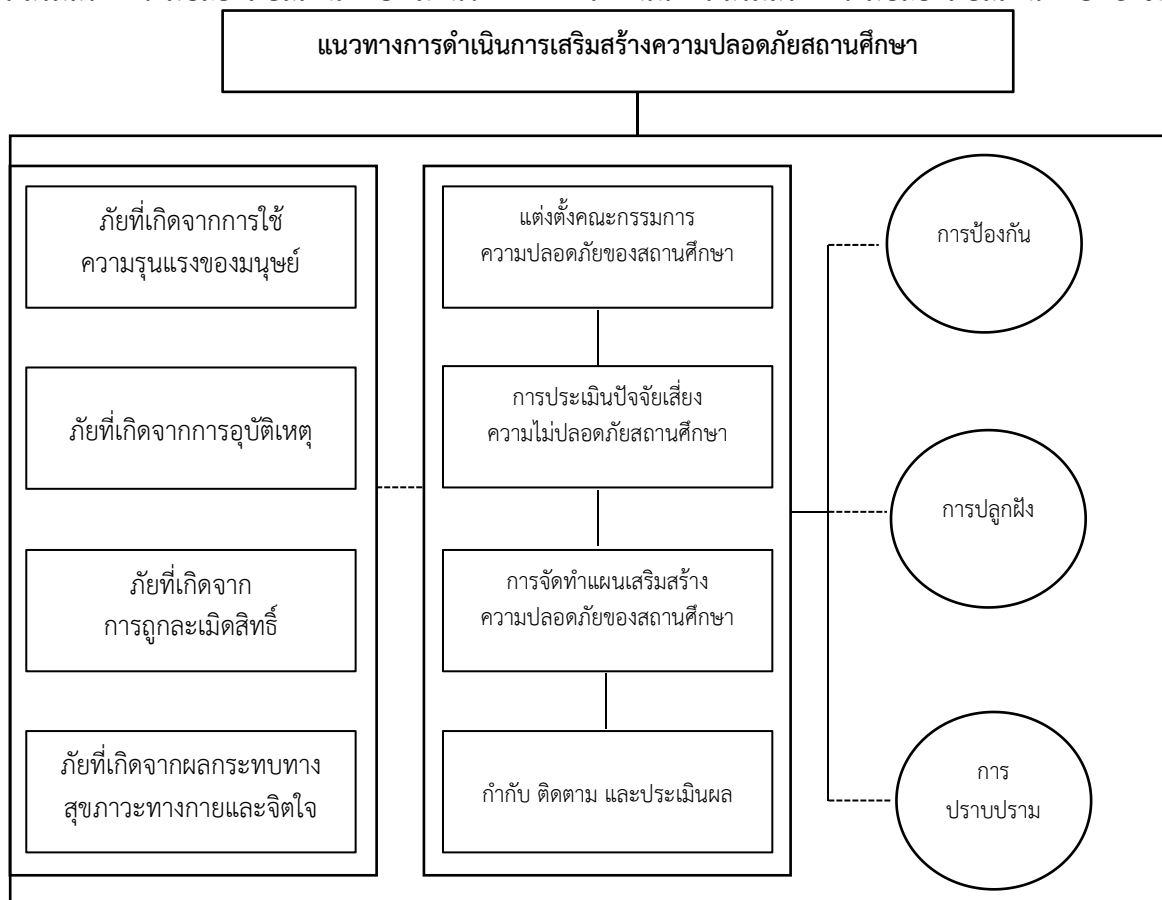 แนวทางการดำเนินการเสริมสร้างความปลอดภัยสถานศึกษา
ภัยที่เกิดจากการใช้
ความรุนแรงของมนุษย์
ภัยที่เกิดจากการอุบัติเหตุ
ภัยที่เกิดจาก
การถูกละเมิดสิทธิ์
ภัยที่เกิดจากผลกระทบทาง
สุขภาวะทางกายและจิตใจ
แต่งตั้งคณะกรรมการ
ความปลอดภัยของสถานศึกษา
การประเมินปัจจัยเสี่ยง
ความไม่ปลอดภัยสถานศึกษา
การจัดทำแผนเสริมสร้าง
ความปลอดภัยของสถานศึกษา
กำกับ ติดตาม และประเมินผล
การป้องกัน
การปลูกฝัง
การ
ปราบปราม